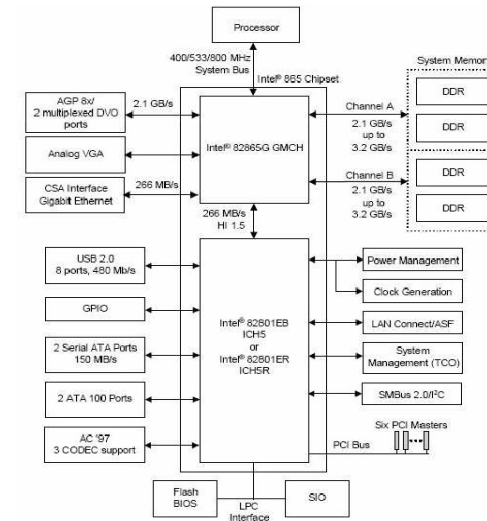 Processor
400/533/800 MHz
System Bus
Intel® 865 Chipset
System Memory
AGP 8x/
2 multiplexed DVO
ports
2.1 GB/s
Analog VGA
CSA Interface
Gigabit Ethernet
266 MB/s
Intel® 82865G GMCH
Channel A
2.1 GB/s
up to
3.2 GB/s
Channel B
2.1 GB/s
up to
3.2 GB/s
DDR
DDR
DDR
DDR
266 MB/s
HI 1.5
USB 2.0
8 ports, 480 Mb/s
GPIO
2 Serial ATA Ports
150 MB/s
2 ATA 100 Ports
AC '97
3 CODEC support
Intel® 82801EB
ICH5
or
Intel® 82801ER
ICH5R
Power Management
Clock Generation
LAN Connect/ASF
System
Management (TCO)
SMBus 2.0/I²C
Six PCI Masters
PCI Bus
Flash
BIOS
LPC
Interface
SIO